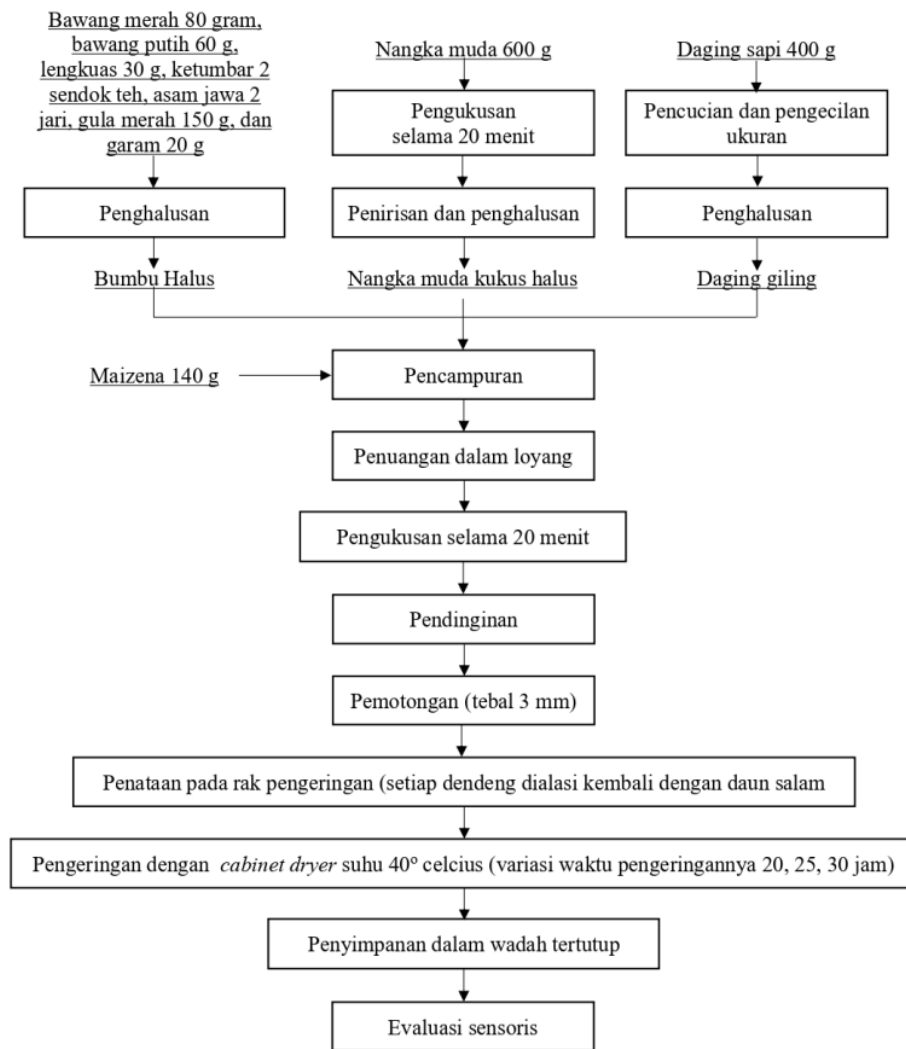 Bawang merah 80 gram,
bawang putih 60 g,
lengkuas 30 g, ketumbar 2
sendok teh, asam jawa 2
jari, gula merah 150 g, dan
garam 20 g
Nangka muda 600 g
Daging sapi 400 g
Pengukusan
selama 20 menit
Pencucian dan pengecilan
ukuran
Penghalusan
Penirisan dan penghalusan
Penghalusan
Bumbu Halus
Nangka muda kukus halus
Daging giling
Maizena 140 g
Pencampuran
Penuangan dalam loyang
Pengukusan selama 20 menit
Pendinginan
Pemotongan (tebal 3 mm)
Penataan pada rak pengeringan (setiap dendeng dialasi kembali dengan daun salam
Pengeringan dengan cabinet dryer suhu 40º celcius (variasi waktu pengeringannya 20, 25, 30 jam)
Penyimpanan dalam wadah tertutup
Evaluasi sensoris